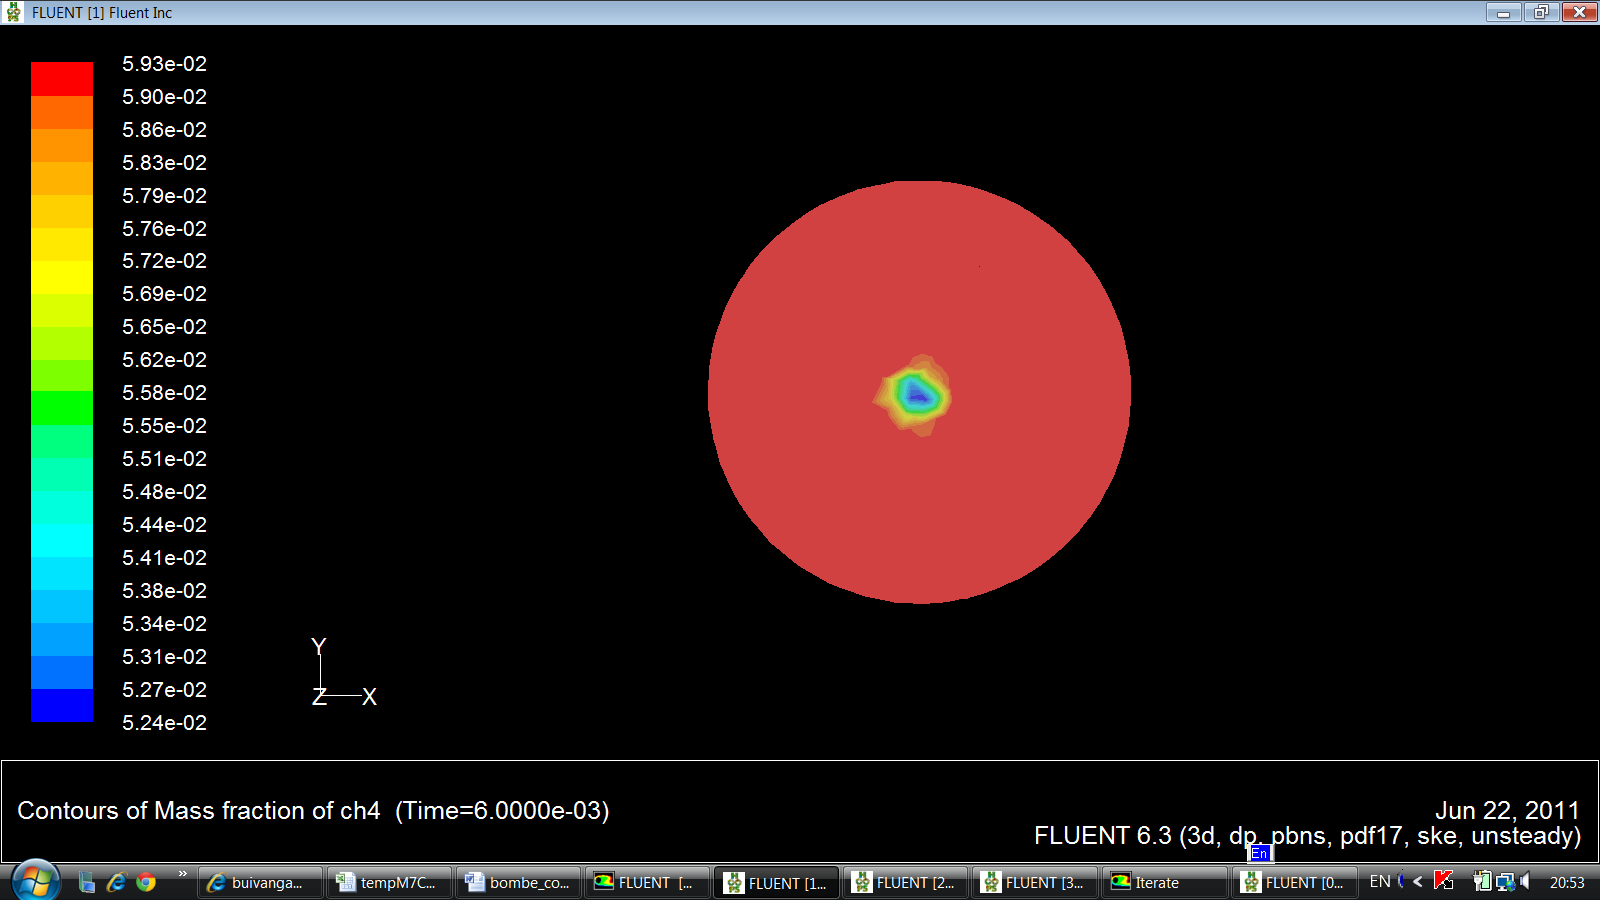 FLUENT [1] Fluent Inc
5.93e-02
5.90e-02
5.86e-02
5.83e-02
5.79e-02
5.76e-02
5.72e-02
5.69e-02
5.65e-02
5.62e-02
5.58e-02
5.55e-02
5.51e-02
5.48e-02
5.44e-02
5.41e-02
5.38e-02
5.34e-02
5.31e-02
5.27e-02
5.24e-02
Y
Z X
Contours of Mass fraction of ch4 (Time=6.0000e-03)
Jun 22, 2011
FLUENT 6.3 (3d, dp, pbns, pdf17, ske, unsteady)
En
buivanga... tempM7C... bombe_co... FLUENT [... FLUENT [1... FLUENT [2... FLUENT [3... Iterate FLUENT [0... EN 20:53